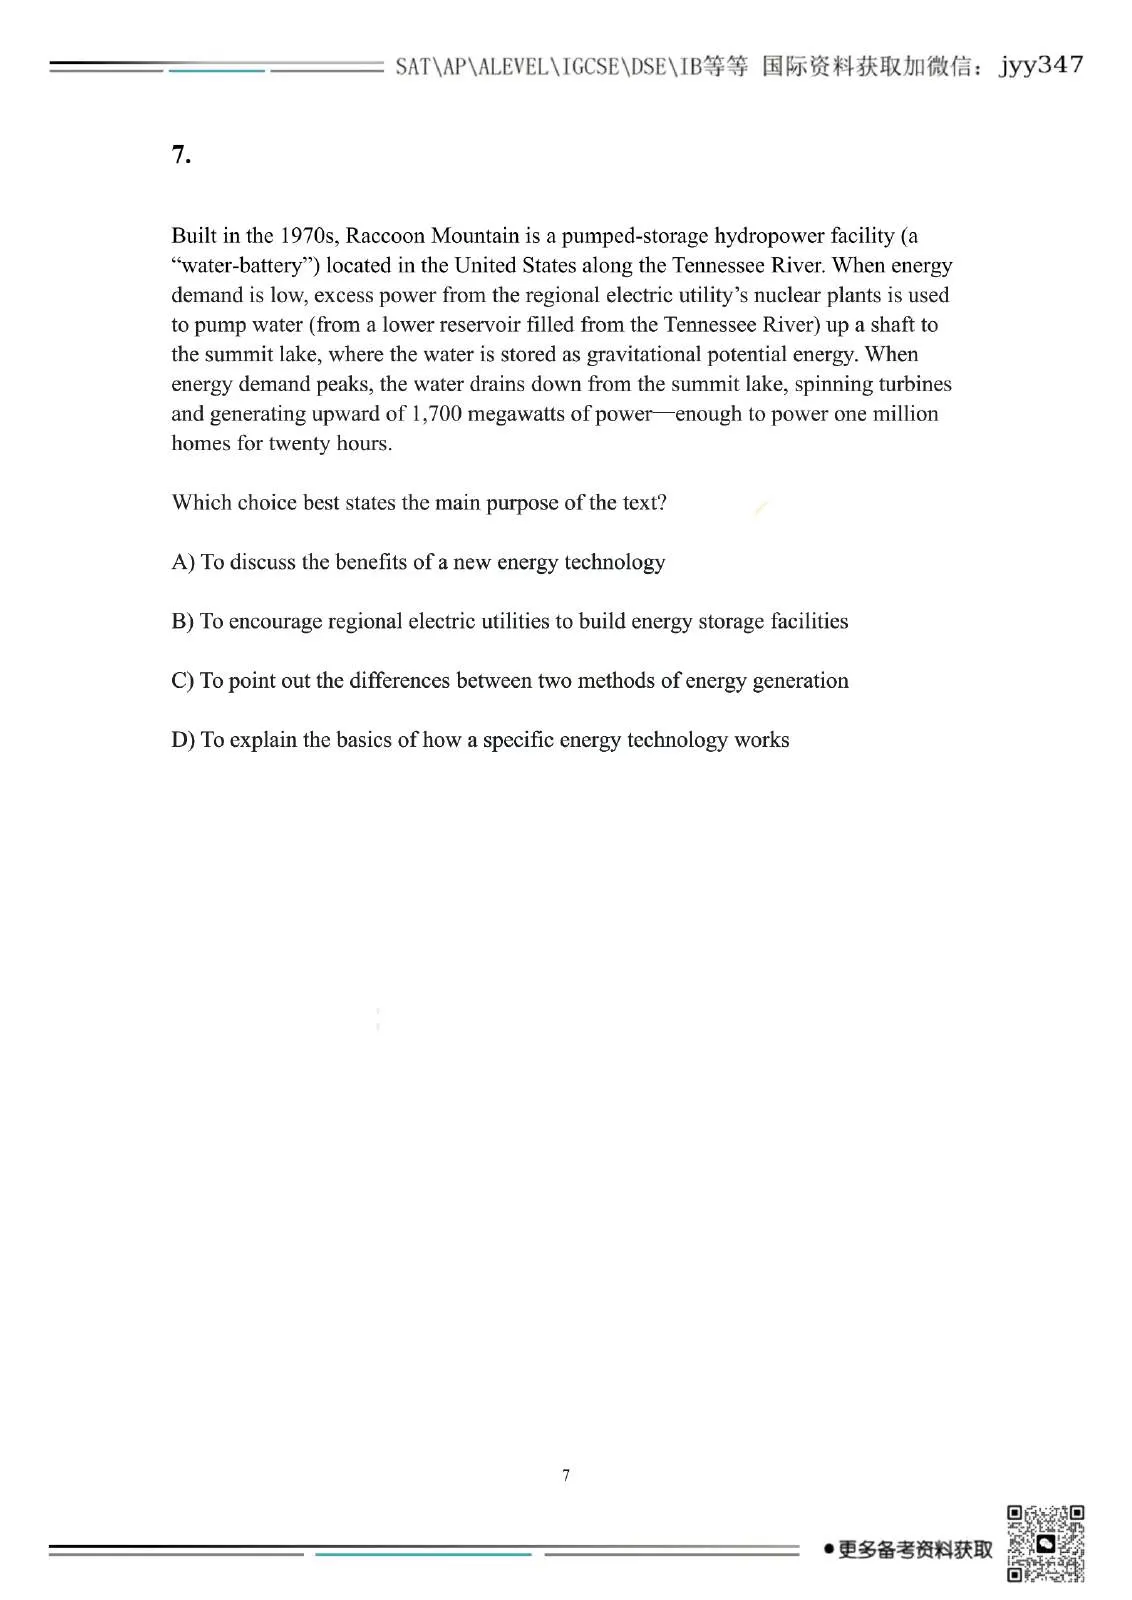 SAT\AP\ALEVEL\IGCSE\DSE\IB等等 国际资料获取加微信：jyy347
7.
Built in the 1970s, Raccoon Mountain is a pumped-storage hydropower facility (a
“water-battery”) located in the United States along the Tennessee River. When energy
demand is low, excess power from the regional electric utility’s nuclear plants is used
to pump water (from a lower reservoir filled from the Tennessee River) up a shaft to
the summit lake, where the water is stored as gravitational potential energy. When
energy demand peaks, the water drains down from the summit lake, spinning turbines
and generating upward of 1,700 megawatts of power—enough to power one million
homes for twenty hours.
Which choice best states the main purpose of the text?
A) To discuss the benefits of a new energy technology
B) To encourage regional electric utilities to build energy storage facilities
C) To point out the differences between two methods of energy generation
D) To explain the basics of how a specific energy technology works
7
●更多备考资料获取